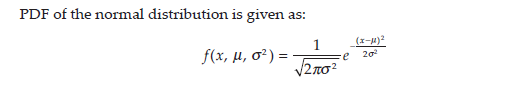 PDF of the normal distribution is given as:
f(x, μ, σ²) = 1/√2πσ² e^-(x-μ)²/2σ²